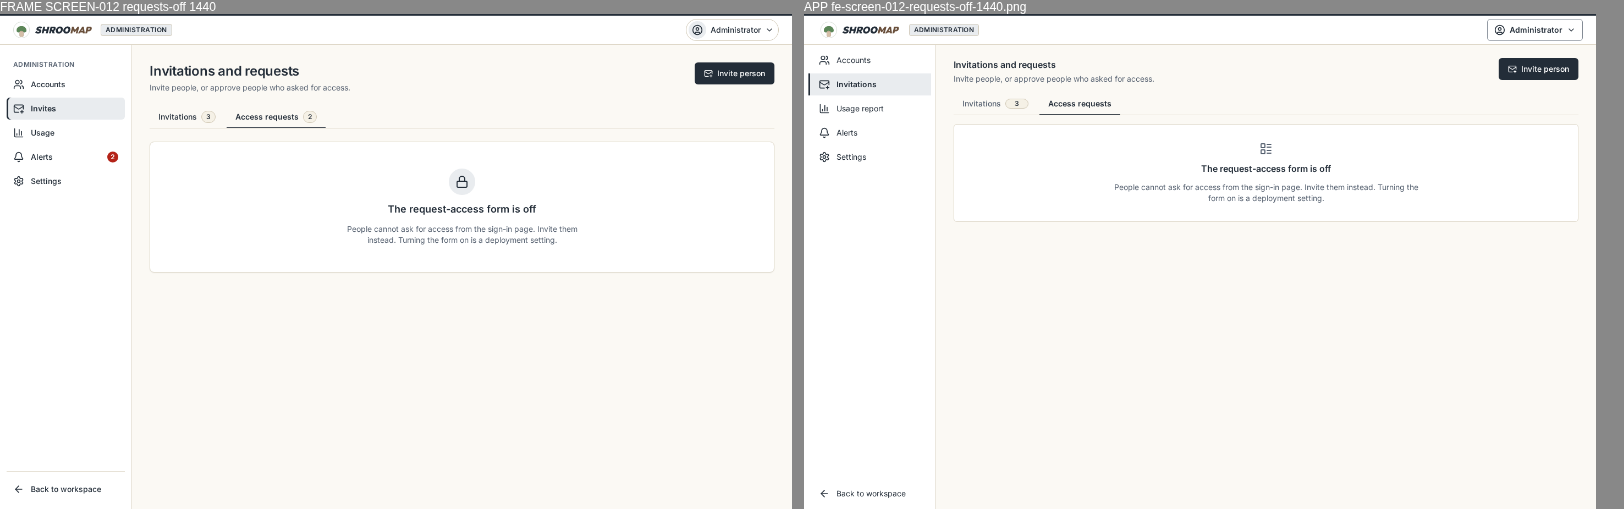 FRAME SCREEN-012 requests-off 1440
SHROOMAP ADMINISTRATION
Administrator
ADMINISTRATION
Accounts
Invites
Usage
Alerts 2
Settings
Back to workspace
Invitations and requests
Invite people, or approve people who asked for access.
Invite person
Invitations 3 Access requests 2
The request-access form is off
People cannot ask for access from the sign-in page. Invite them
instead. Turning the form on is a deployment setting.
APP fe-screen-012-requests-off-1440.png
SHROOMAP ADMINISTRATION
Administrator
Accounts
Invitations
Usage report
Alerts
Settings
Back to workspace
Invitations and requests
Invite people, or approve people who asked for access.
Invite person
Invitations 3 Access requests
The request-access form is off
People cannot ask for access from the sign-in page. Invite them instead. Turning the
form on is a deployment setting.